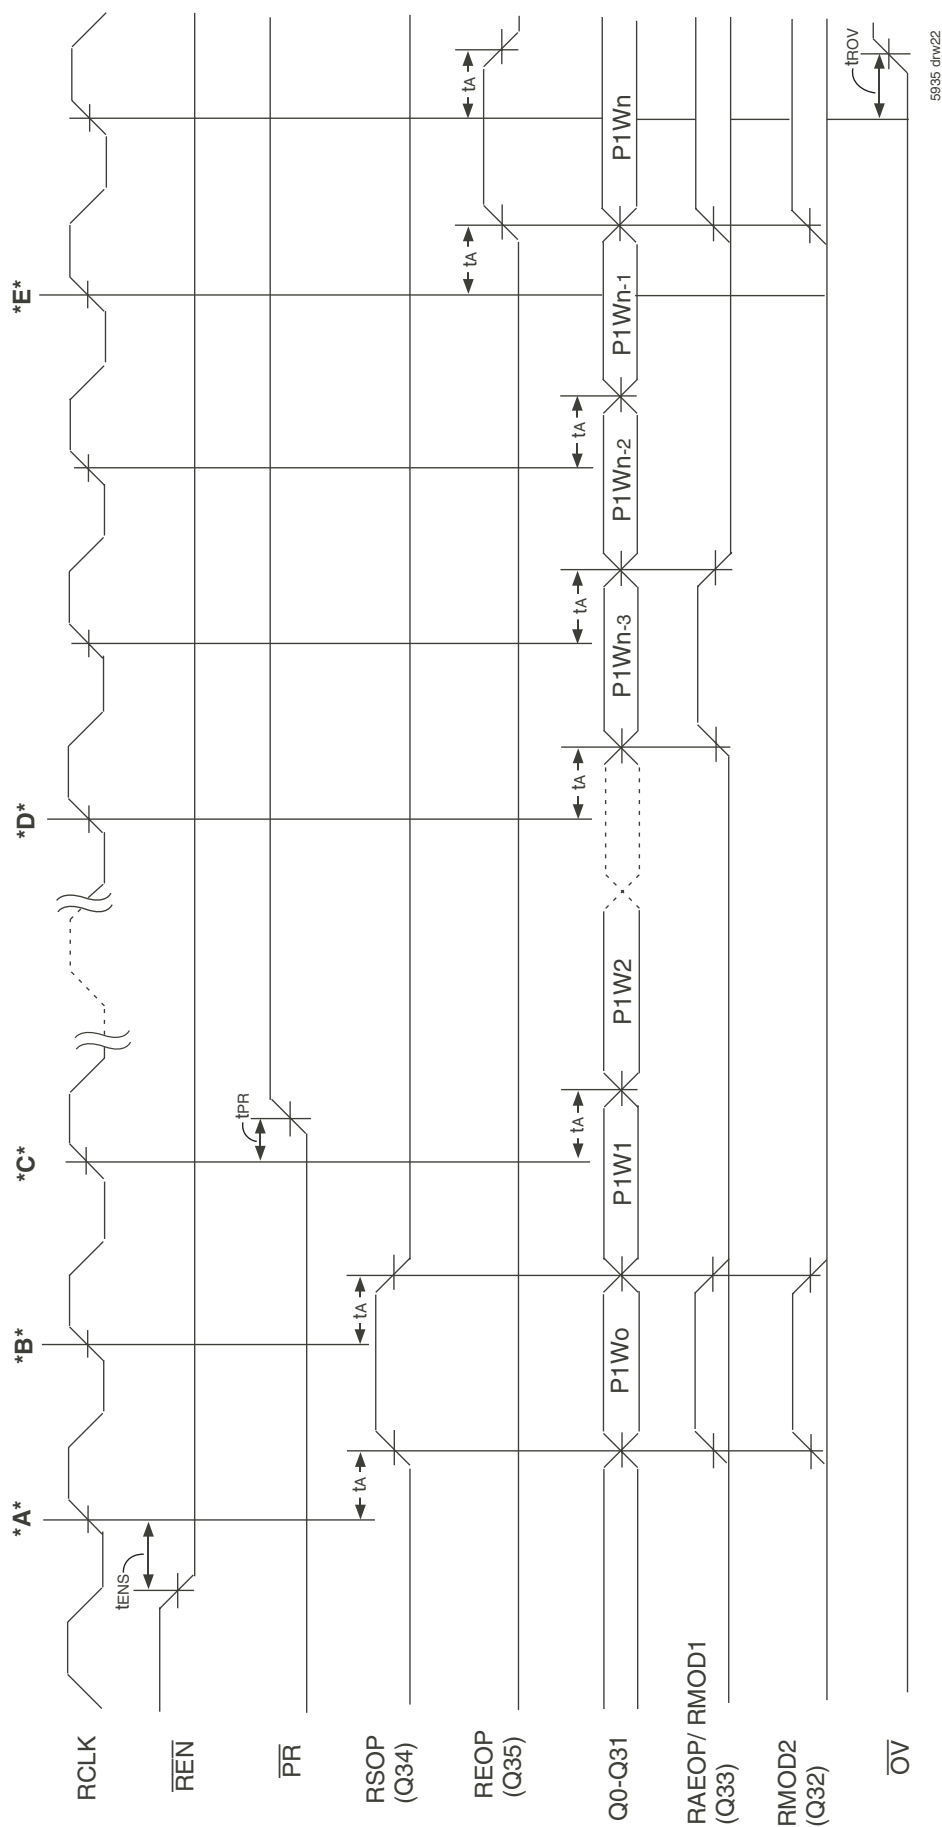 *A*
*B*
*C*
*D*
*E*
RCLK
tENS
REN
tPR
PR
tA
tA
RSOP
(Q34)
tA
tA
REOP
(Q35)
tA
tA
tA
tA
P1Wo
P1W1
P1W2
P1Wn-3
P1Wn-2
P1Wn-1
P1Wn
Q0-Q31
RAEOP/ RMOD1
(Q33)
RMOD2
(Q32)
tROV
OV
5935 drw22